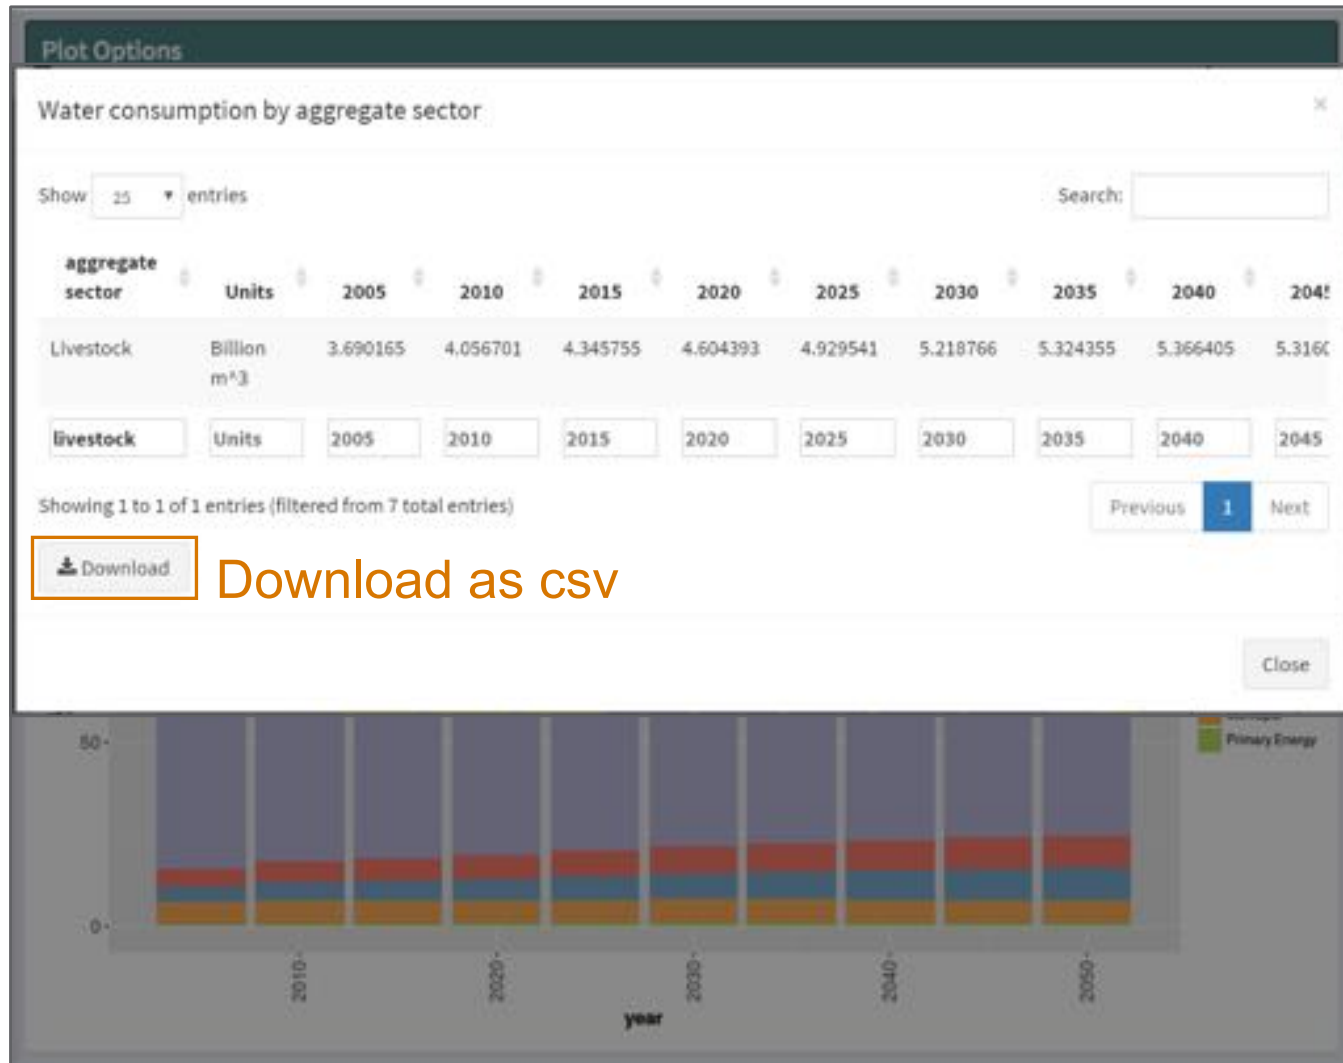 Plot Options
Water consumption by aggregate sector ×
Show 25 entries Search:
aggregate sector Units 2005 2010 2015 2020 2025 2030 2035 2040
Livestock Billion m^3 3.690165 4.056701 4.345755 4.604393 4.929541 5.218766 5.324355 5.366405 5.316
livestock Units 2005 2010 2015 2020 2025 2030 2035 2040 2045
Showing 1 to 1 of 1 entries (filtered from 7 total entries) Previous 1 Next
Download Download as csv
Close
50
Primary Energy
0
2010 2020 2030 2040 2050
year